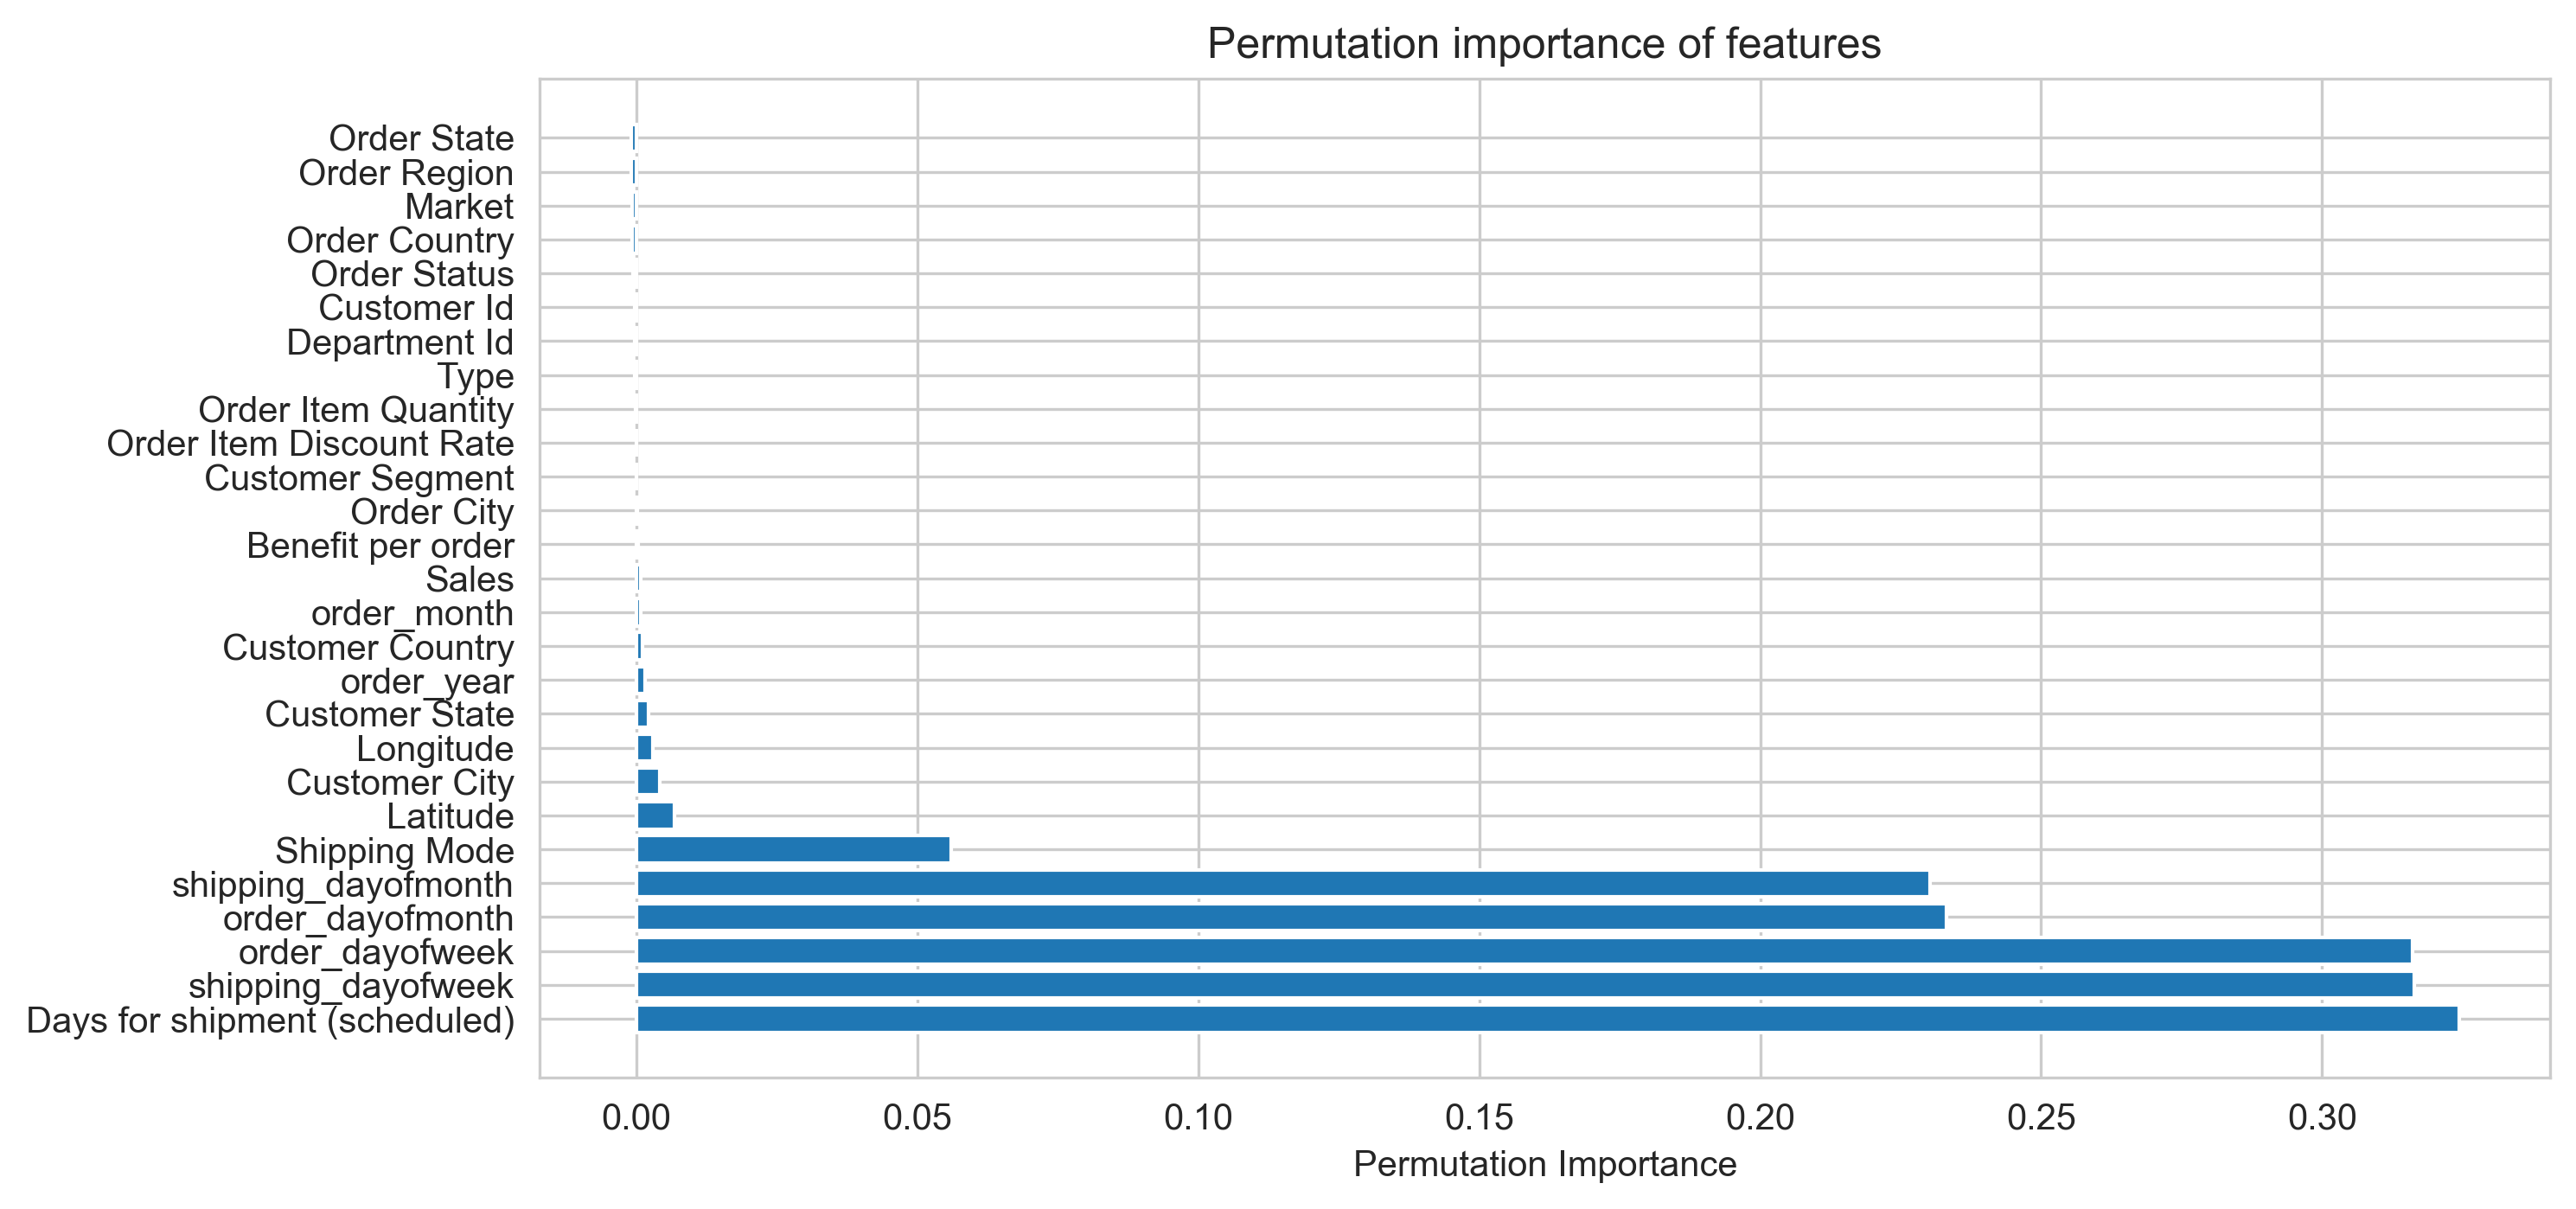 Permutation importance of features
Order State
Order Region
Market
Order Country
Order Status
Customer Id
Department Id
Type
Order Item Quantity
Order Item Discount Rate
Customer Segment
Order City
Benefit per order
Sales
order_month
Customer Country
order_year
Customer State
Longitude
Customer City
Latitude
Shipping Mode
shipping_dayofmonth
order_dayofmonth
order_dayofweek
shipping_dayofweek
Days for shipment (scheduled)
0.00 0.05 0.10 0.15 0.20 0.25 0.30
Permutation Importance